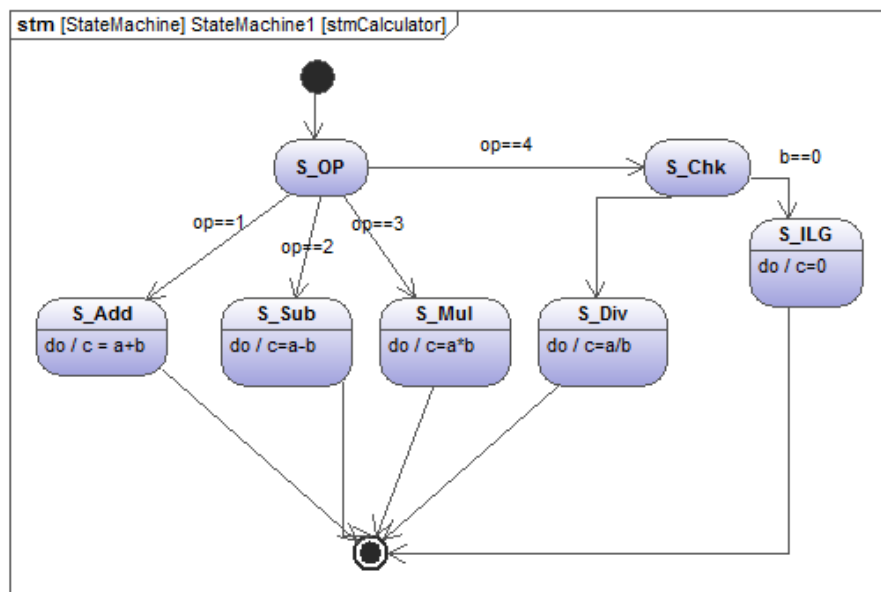 stm [StateMachine] StateMachine1 [stmCalculator]
S_OP
op==4
S_Chk
b==0
op==1
op==2
op==3
S_ILG
do / c=0
S_Add
do / c = a+b
S_Sub
do / c=a-b
S_Mul
do / c=a*b
S_Div
do / c=a/b